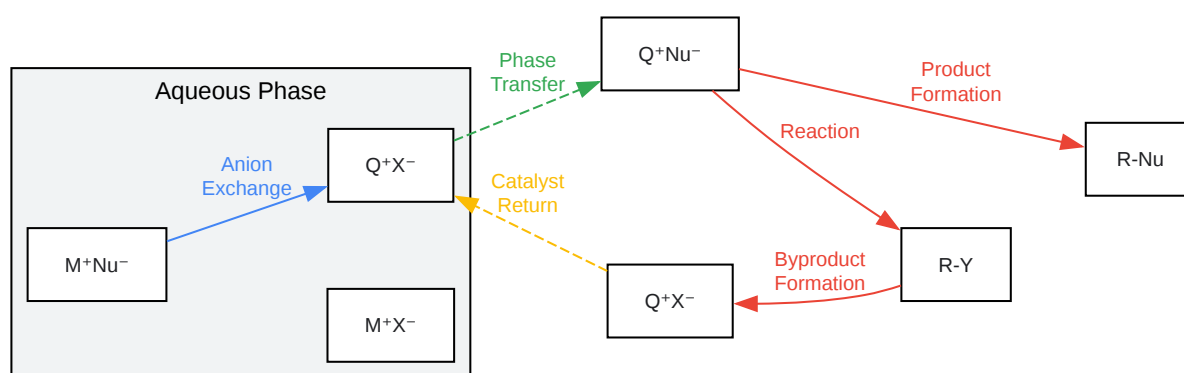 Aqueous Phase
M⁺Nu⁻
Anion
Exchange
Q⁺X⁻
M⁺X⁻
Phase
Transfer
Catalyst
Return
Q⁺Nu⁻
Q⁺X⁻
Product
Formation
Reaction
Byproduct
Formation
R-Nu
R-Y